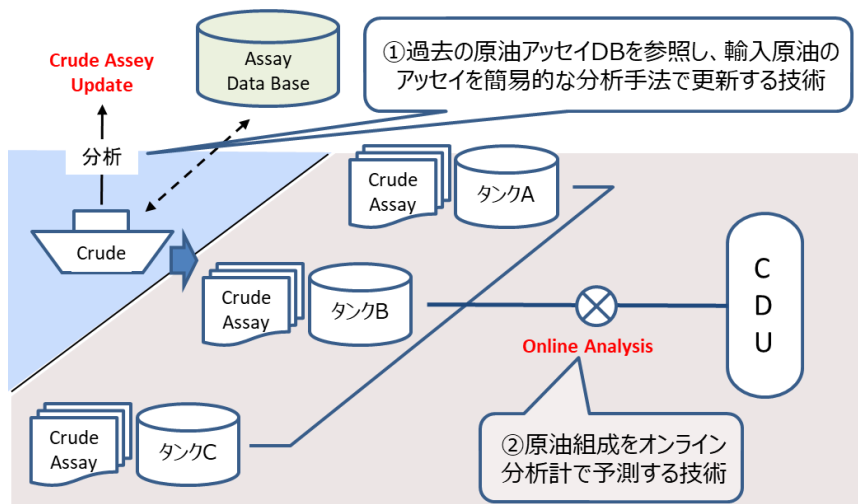 Crude Assey
Update
Assay
Data Base
①過去の原油アッセイDBを参照し、輸入原油の
アッセイを簡易的な分析手法で更新する技術
分析
Crude
Crude
Assay
タンクA
Crude
Assay
タンクB
Crude
Assay
タンクC
Online Analysis
C
D
U
②原油組成をオンライン
分析計で予測する技術